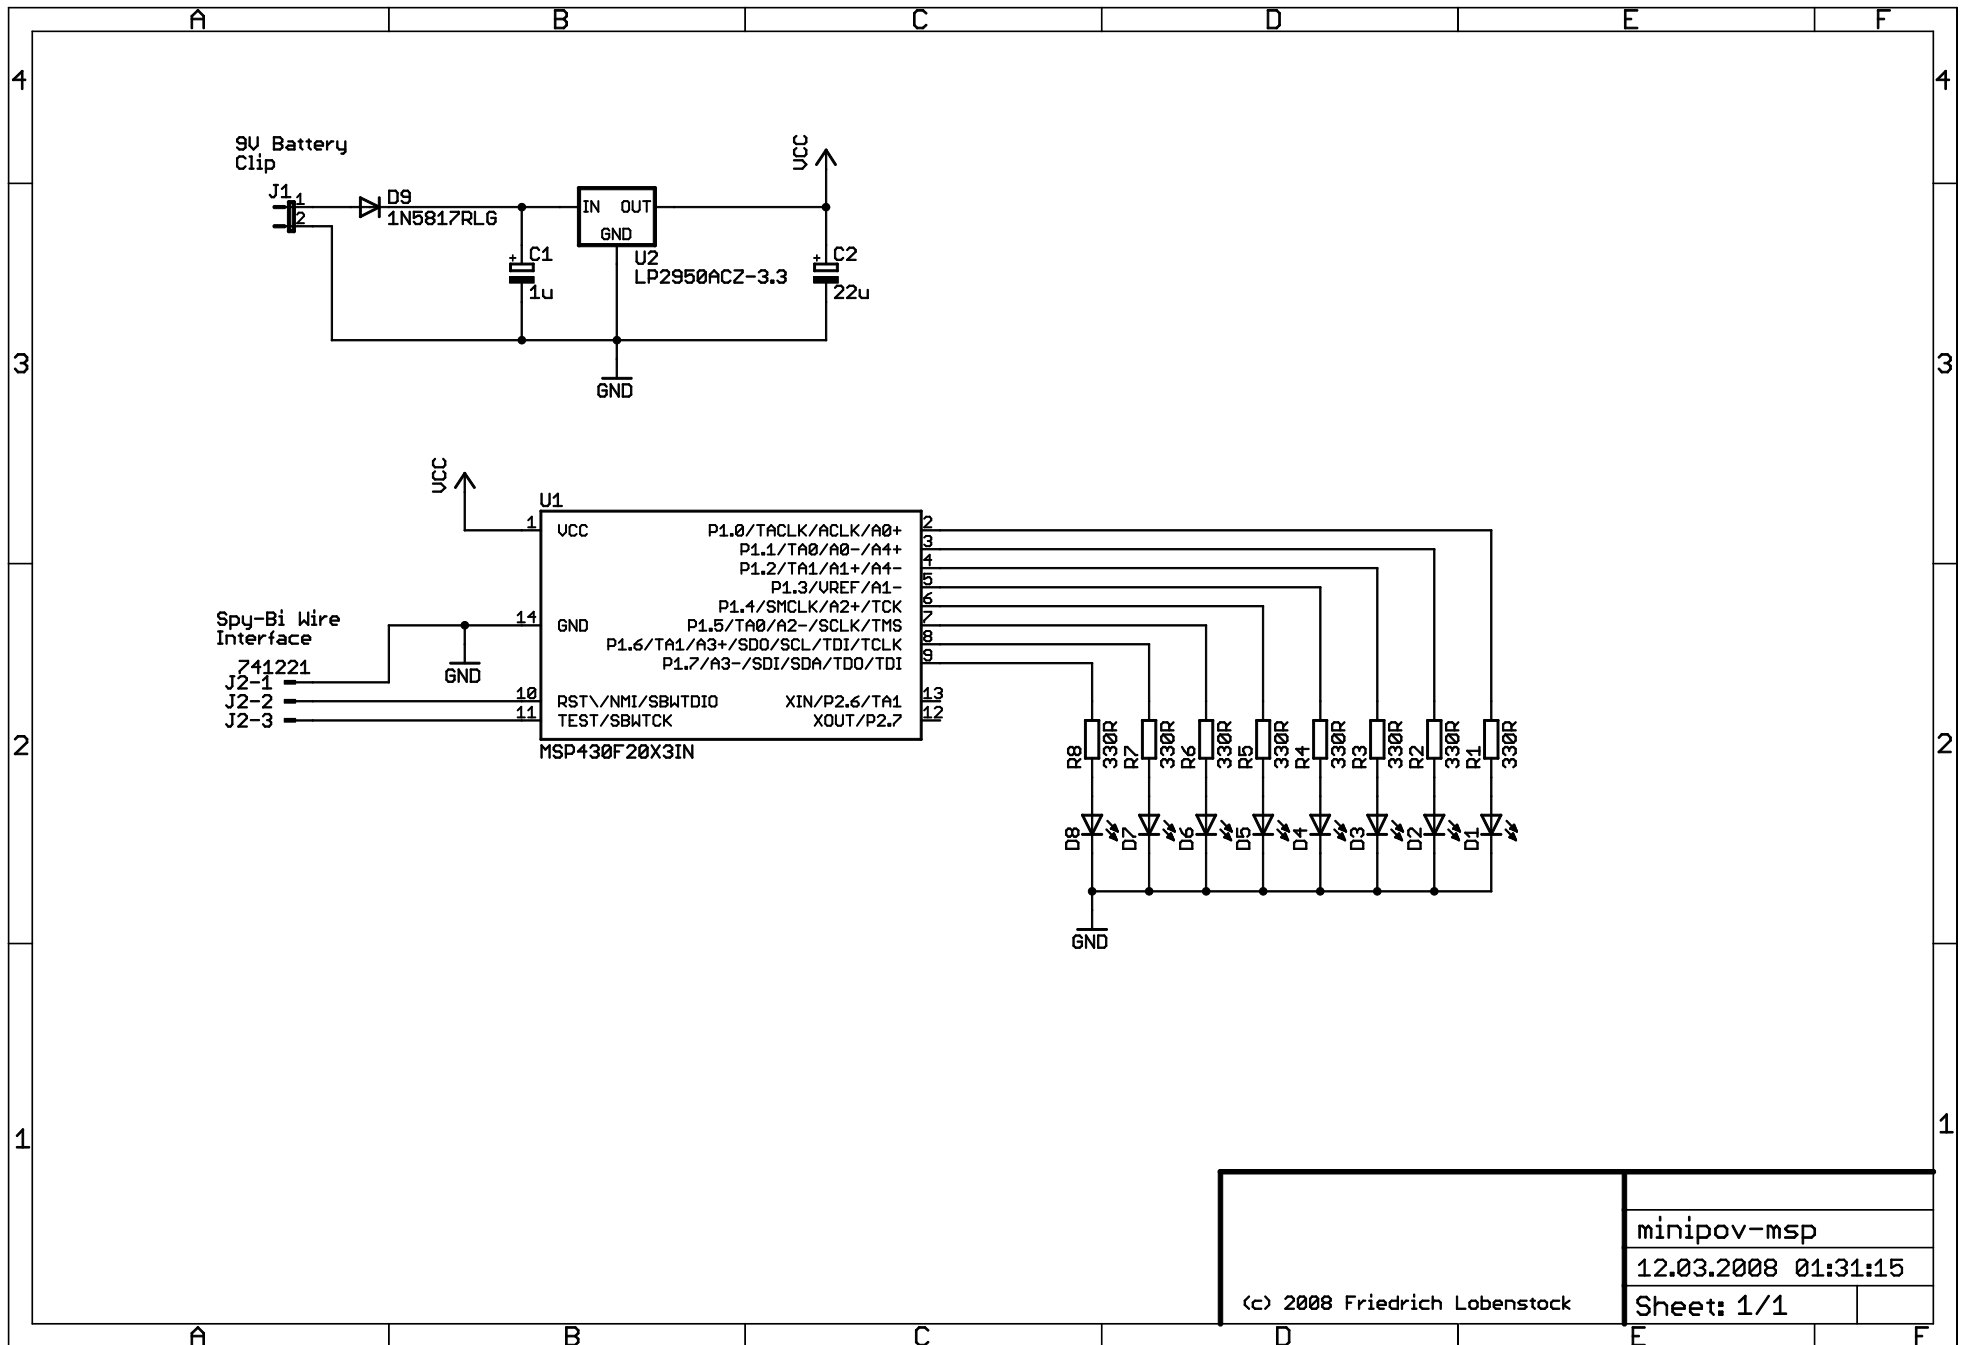 A B C D E F
4 4
9V Battery
Clip
J1
1
2
D9
1N5817RLG
IN OUT
GND
U2
LP2950ACZ-3.3
C1
1u
VCC
C2
22u
GND
3 3
VCC
U1
1 VCC
14 GND
10 RST\/NMI/SBWTDIO
11 TEST/SBWTCK
P1.0/TACLK/ACLK/A0+ 2
P1.1/TA0/A0-/A4+ 3
P1.2/TA1/A1+/A4- 4
P1.3/VREF/A1- 5
P1.4/SMCLK/A2+/TCK 6
P1.5/TA0/A2-/SCLK/TMS 7
P1.6/TA1/A3+/SDO/SCL/TDI/TCLK 8
P1.7/A3-/SDI/SDA/TDO/TDI 9
XIN/P2.6/TA1 13
XOUT/P2.7 12
MSP430F20X3IN
Spy-Bi Wire
Interface
741221
J2-1
J2-2
J2-3
GND
2 2
R8 330R R7 330R R6 330R R5 330R R4 330R R3 330R R2 330R R1 330R
D8 D7 D6 D5 D4 D3 D2 D1
GND
1 1
minipov-msp
12.03.2008 01:31:15
(c) 2008 Friedrich Lobenstock
Sheet: 1/1
A B C D E F